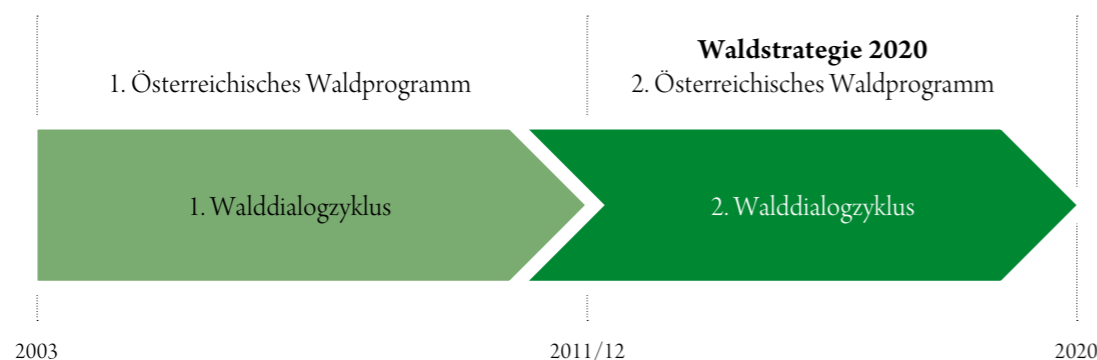 1. Österreichisches Waldprogramm
Waldstrategie 2020
2. Österreichisches Waldprogramm
1. Walddialogzyklus
2. Walddialogzyklus
2003
2011/12
2020